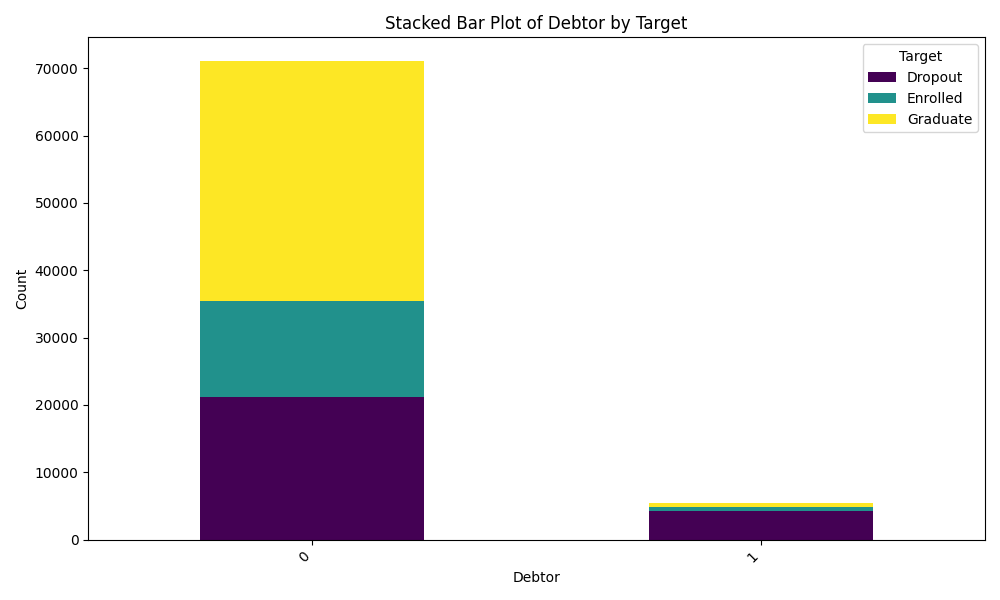 Stacked Bar Plot of Debtor by Target
Target
Dropout
Enrolled
Graduate
Count
70000
60000
50000
40000
30000
20000
10000
0
0
1
Debtor